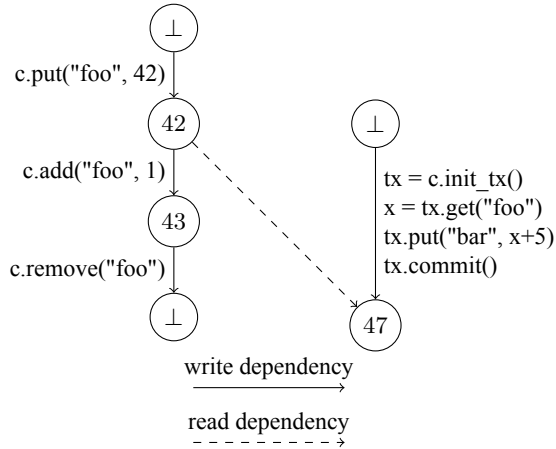 ⊥
c.put("foo", 42)
42
⊥
c.add("foo", 1)
tx = c.init_tx()
x = tx.get("foo")
43
tx.put("bar", x+5)
c.remove("foo")
tx.commit()
⊥
47
write dependency
read dependency